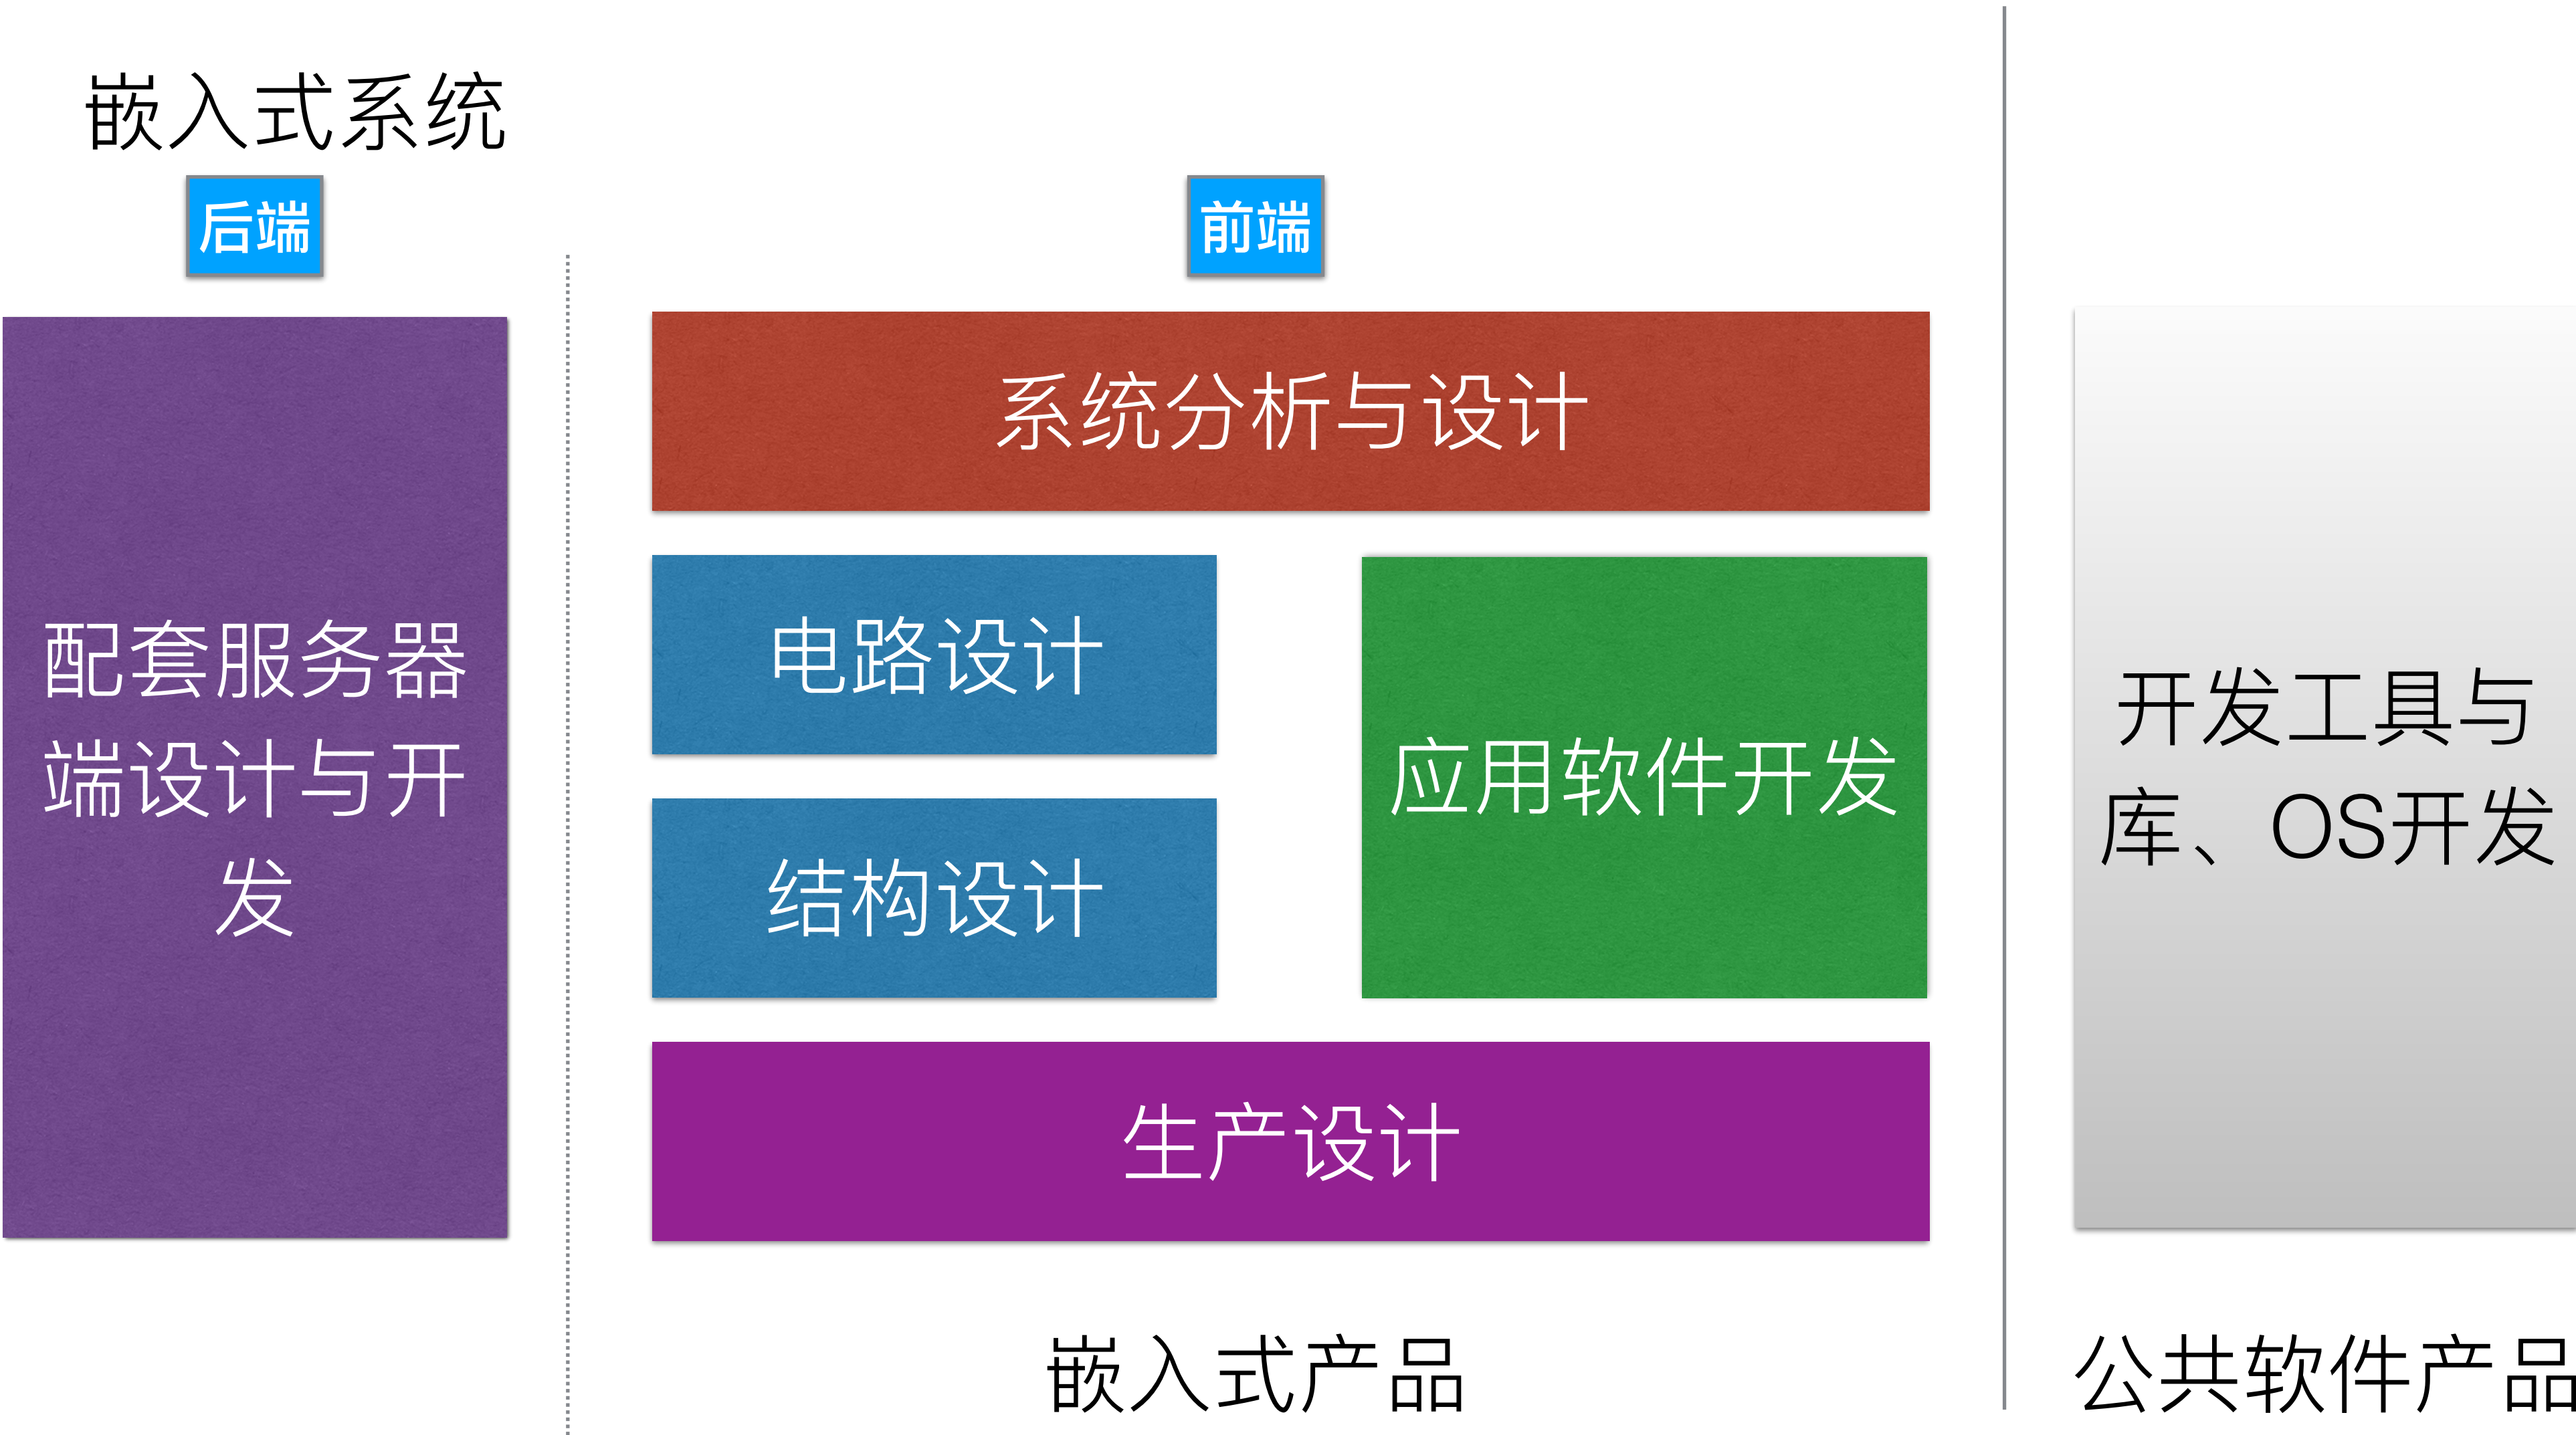 嵌入式系统
后端
前端
配套服务器
端设计与开
发
系统分析与设计
电路设计
结构设计
应用软件开发
生产设计
开发工具与
库、OS开发
嵌入式产品
公共软件产品